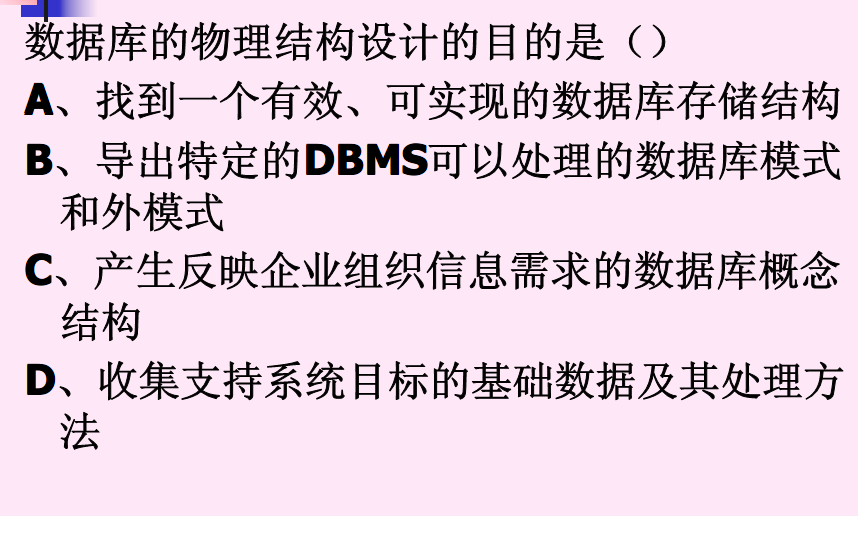 数据库的物理结构设计的目的是（）
A、找到一个有效、可实现的数据库存储结构
B、导出特定的DBMS可以处理的数据库模式
和外模式
C、产生反映企业组织信息需求的数据库概念
结构
D、收集支持系统目标的基础数据及其处理方
法